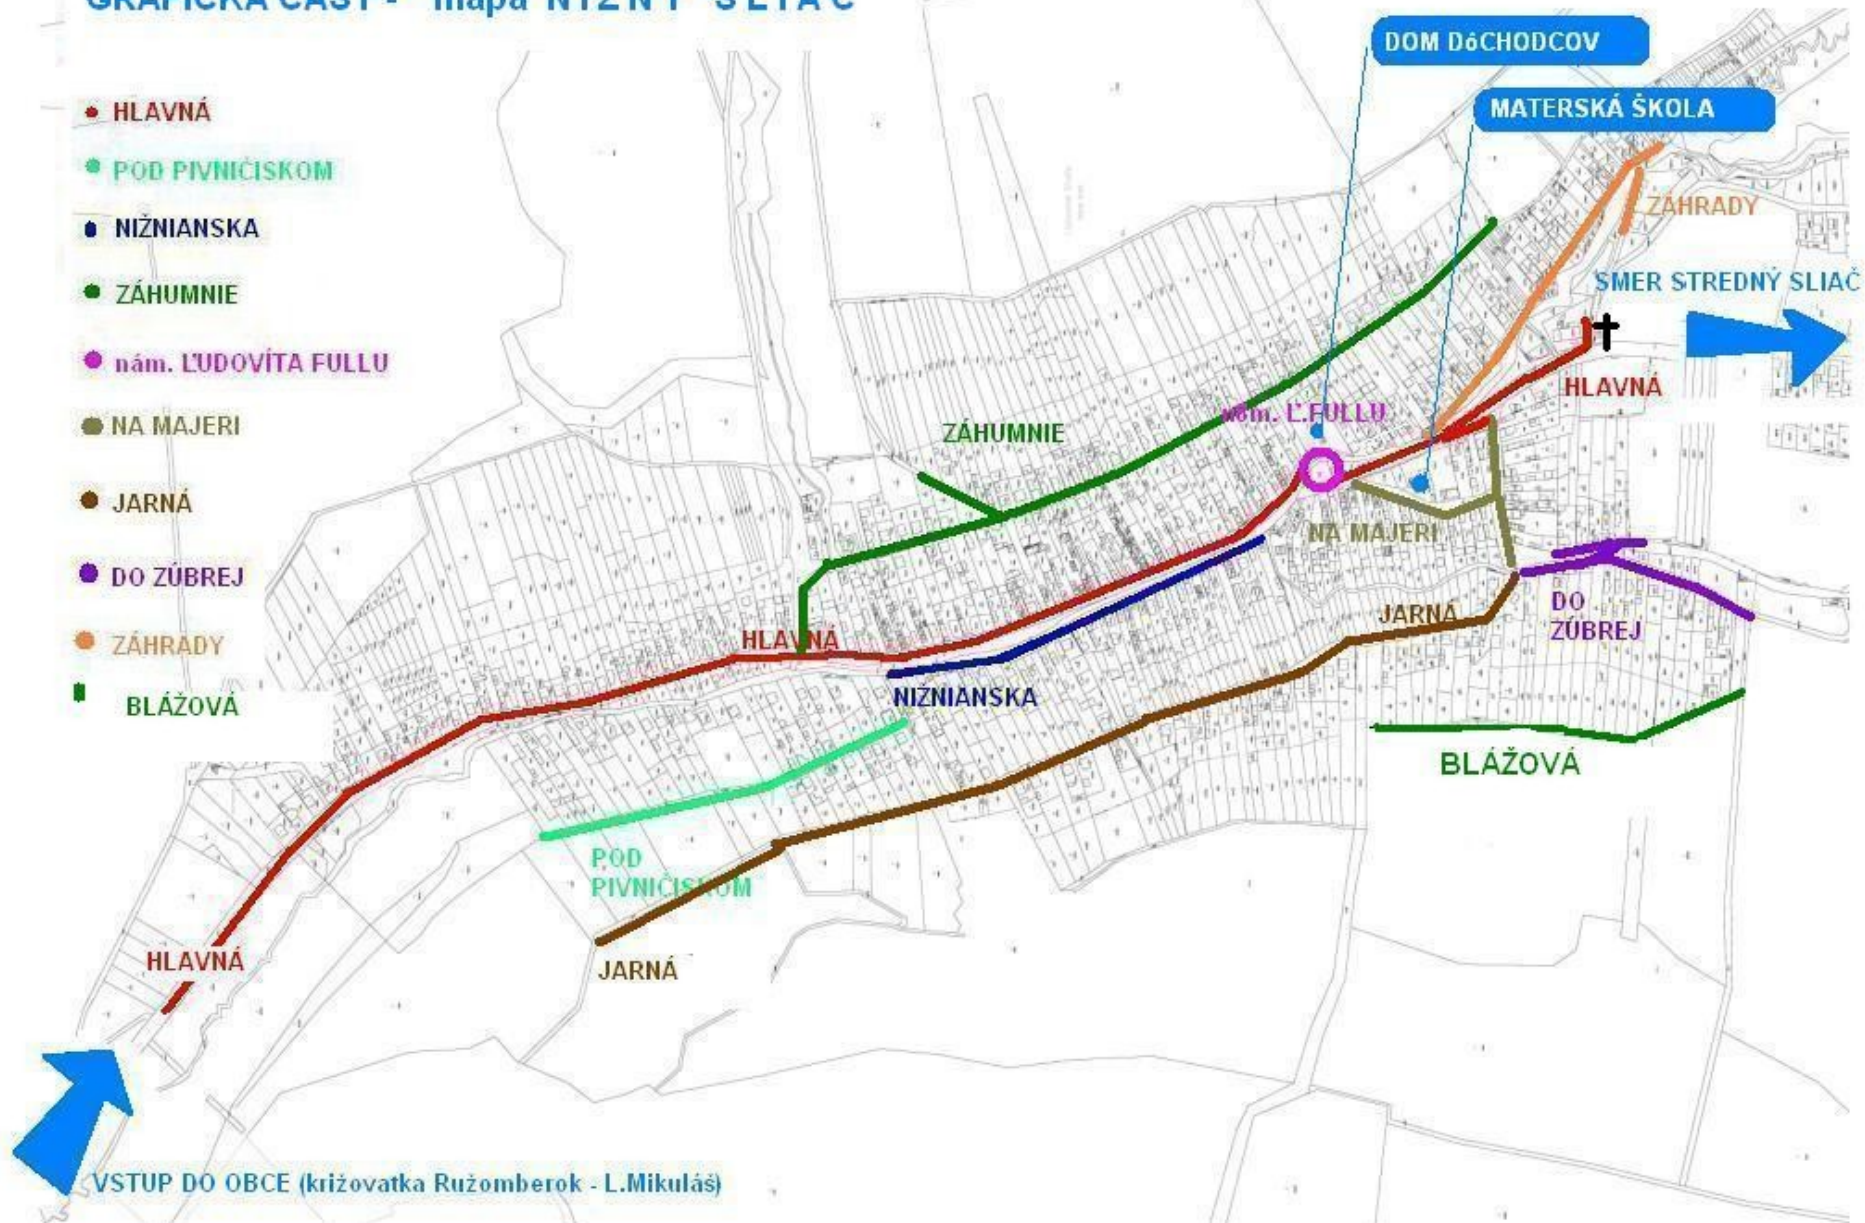 GRAFICKÁ ČASŤ - mapa NIŽNÝ SLIAČ
DOM DôCHODCOV
MATERSKÁ ŠKOLA
HLAVNÁ
POD PIVNIČISKOM
NIŽNIANSKA
ZÁHUMNIE
nám. ĽUDOVÍTA FULLU
NA MAJERI
JARNÁ
DO ZÚBREJ
ZÁHRADY
BLÁŽOVÁ
ZÁHRADY
SMER STREDNÝ SLIAČ
HLAVNÁ
nám. Ľ.FULLU
ZÁHUMNIE
NA MAJERI
JARNÁ
DO
ZÚBREJ
HLAVNÁ
NIŽNIANSKA
BLÁŽOVÁ
POD
PIVNIČISKOM
HLAVNÁ
JARNÁ
VSTUP DO OBCE (križovatka Ružomberok - L.Mikuláš)